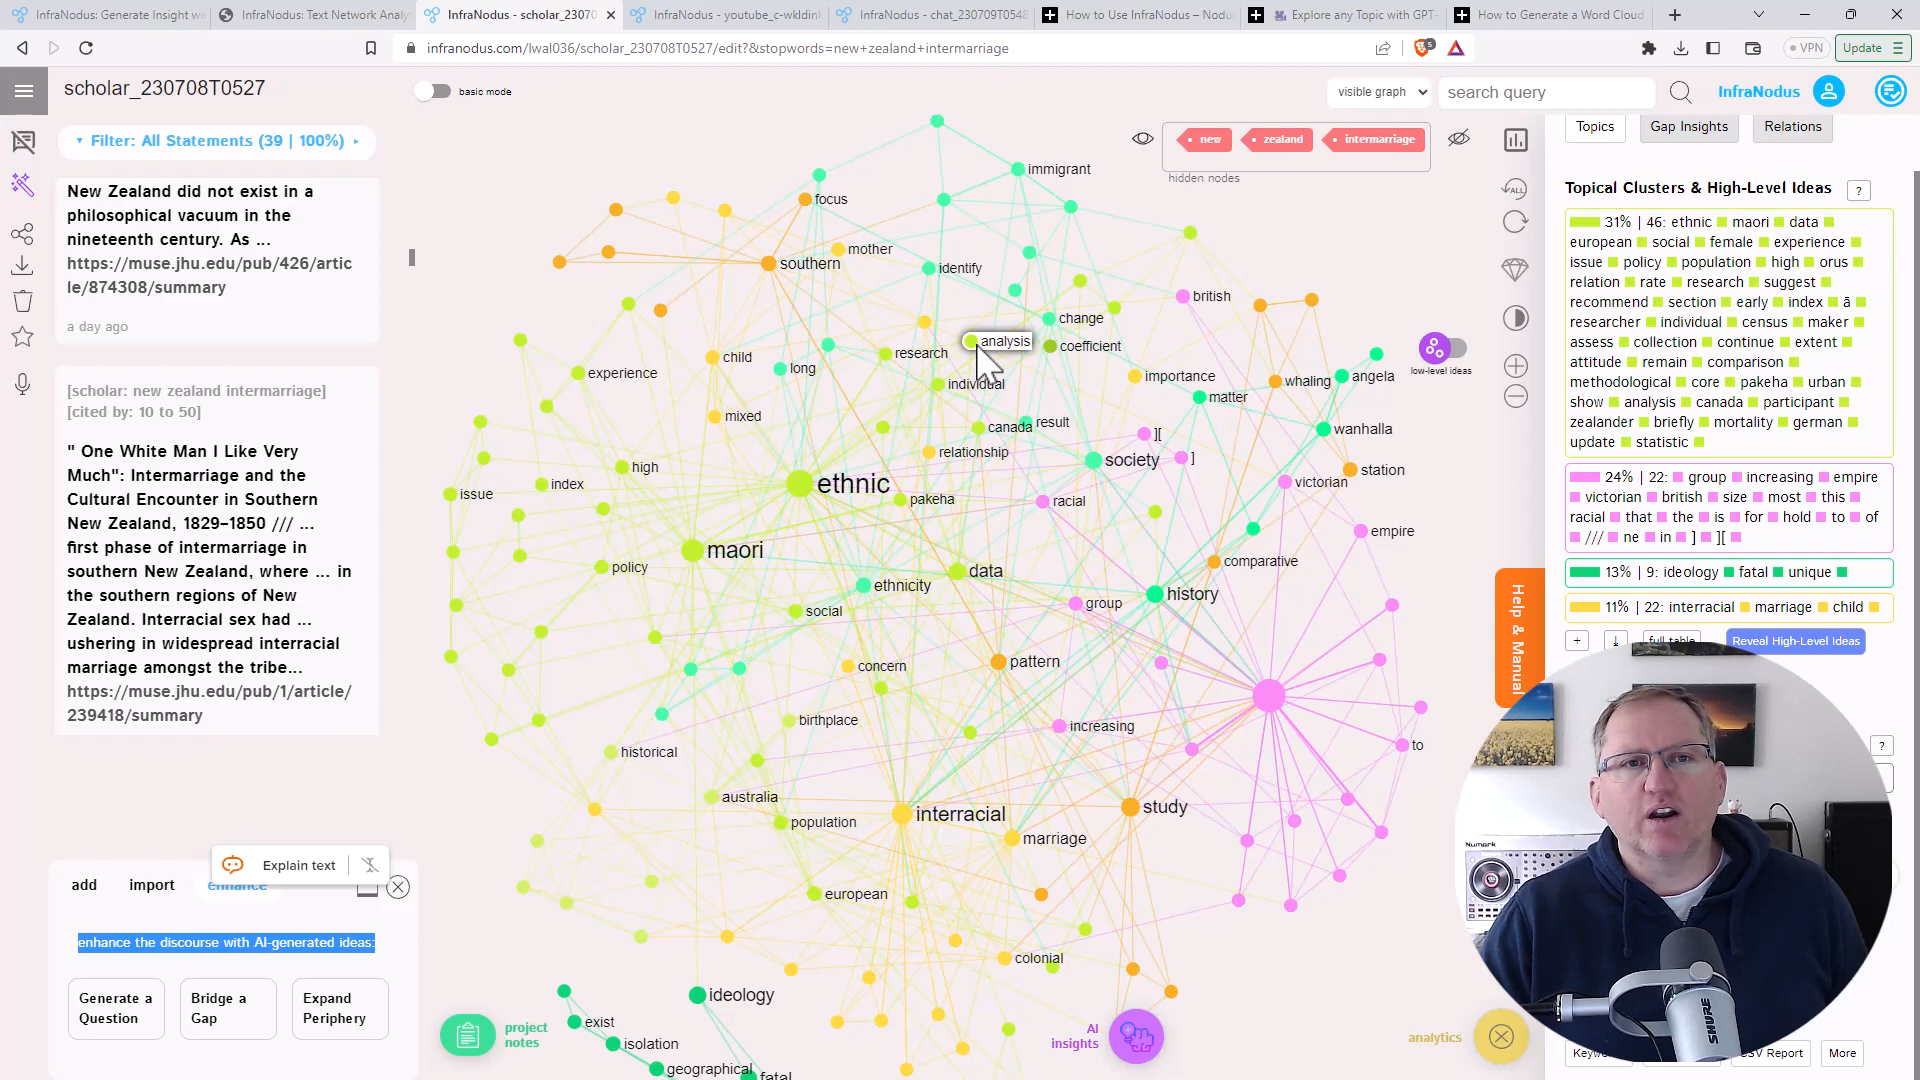 InfraNodus: Generate Insight wi
InfraNodus: Text Network Analy
InfraNodus - scholar_23070
InfraNodus - youtube_c-wkldink
InfraNodus - chat_230709T0548
How to Use InfraNodus – Nodus
Explore any Topic with GPT-
How to Generate a Word Cloud
infranodus.com/lwal036/scholar_230708T0527/edit?&stopwords=new+zealand+intermarriage
5
VPN
Update
scholar_230708T0527
basic mode
visible graph
search query
InfraNodus
Filter: All Statements (39 | 100%)
New Zealand did not exist in a
philosophical vacuum in the
nineteenth century. As ...
https://muse.jhu.edu/pub/426/artic
le/874308/summary
a day ago
[scholar: new zealand intermarriage]
[cited by: 10 to 50]
" One White Man I Like Very
Much": Intermarriage and the
Cultural Encounter in Southern
New Zealand, 1829–1850 /// ...
first phase of intermarriage in
southern New Zealand, where ... in
the southern regions of New
Zealand. Interracial sex had ...
ushering in widespread interracial
marriage amongst the tribe...
https://muse.jhu.edu/pub/1/article/
239418/summary
Explain text
add
import
enhance
enhance the discourse with AI-generated ideas:
Generate a
Question
Bridge a
Gap
Expand
Periphery
new
zealand
intermarriage
hidden nodes
immigrant
focus
mother
southern
identify
british
change
analysis
coefficient
child
research
long
experience
individual
importance
whaling
angela
matter
mixed
canada
result
wanhalla
][
relationship
society
]
high
station
index
ethnic
victorian
issue
pakeha
racial
empire
maori
comparative
policy
data
ethnicity
history
social
group
concern
pattern
birthplace
increasing
historical
to
australia
interracial
study
population
marriage
european
colonial
ideology
exist
isolation
geographical
fatal
low-level ideas
ALL
project
notes
AI
insights
analytics
Help & Manual
Topics
Gap Insights
Relations
Topical Clusters & High-Level Ideas
?
31% | 46: ethnic maori data
european social female experience
issue policy population high orus
relation rate research suggest
recommend section early index ā
researcher individual census maker
assess collection continue extent
attitude remain comparison
methodological core pakeha urban
show analysis canada participant
zealander briefly mortality german
update statistic
24% | 22: group increasing empire
victorian british size most this
racial that the is for hold to of
/// ne in ] ][
13% | 9: ideology fatal unique
11% | 22: interracial marriage child
+
full table
Reveal High-Level Ideas
?
Numark
SHURE
CSV Report
More